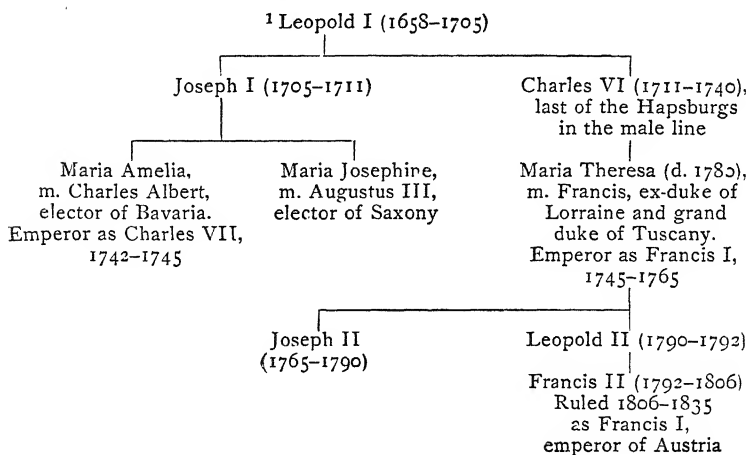 1 Leopold I (1658–1705)
Joseph I (1705–1711)
Charles VI (1711–1740),
last of the Hapsburgs
in the male line
Maria Amelia,
m. Charles Albert,
elector of Bavaria.
Emperor as Charles VII,
1742–1745
Maria Josephine,
m. Augustus III,
elector of Saxony
Maria Theresa (d. 1780),
m. Francis, ex-duke of
Lorraine and grand
duke of Tuscany.
Emperor as Francis I,
1745–1765
Joseph II
(1765–1790)
Leopold II (1790–1792)
Francis II (1792–1806)
Ruled 1806–1835
as Francis I,
emperor of Austria